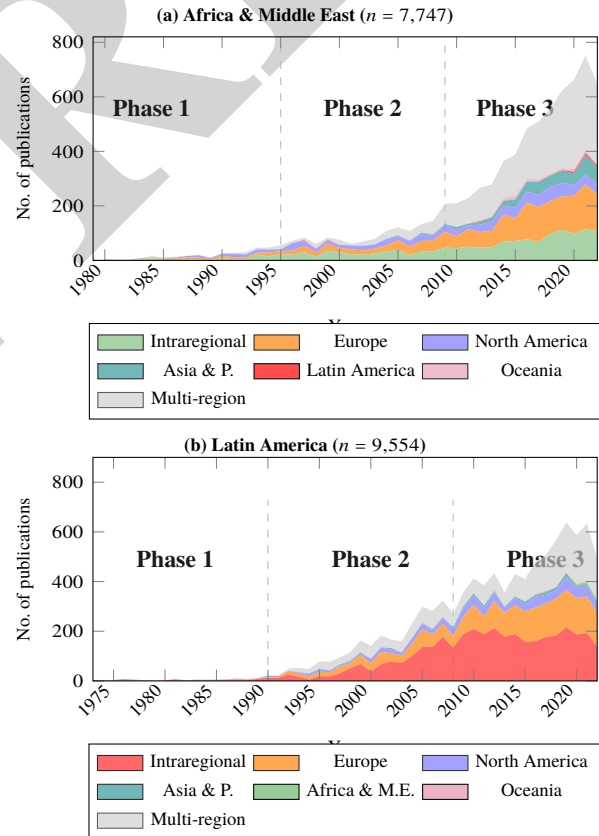 (a) Africa & Middle East (n = 7,747)
800
600
400
200
0
No. of publications
Phase 1 Phase 2 Phase 3
1980 1985 1990 1995 2000 2005 2010 2015 2020
Intraregional Europe North America
Asia & P. Latin America Oceania
Multi-region
(b) Latin America (n = 9,554)
800
600
400
200
0
No. of publications
Phase 1 Phase 2 Phase 3
1975 1980 1985 1990 1995 2000 2005 2010 2015 2020
Intraregional Europe North America
Asia & P. Africa & M.E. Oceania
Multi-region